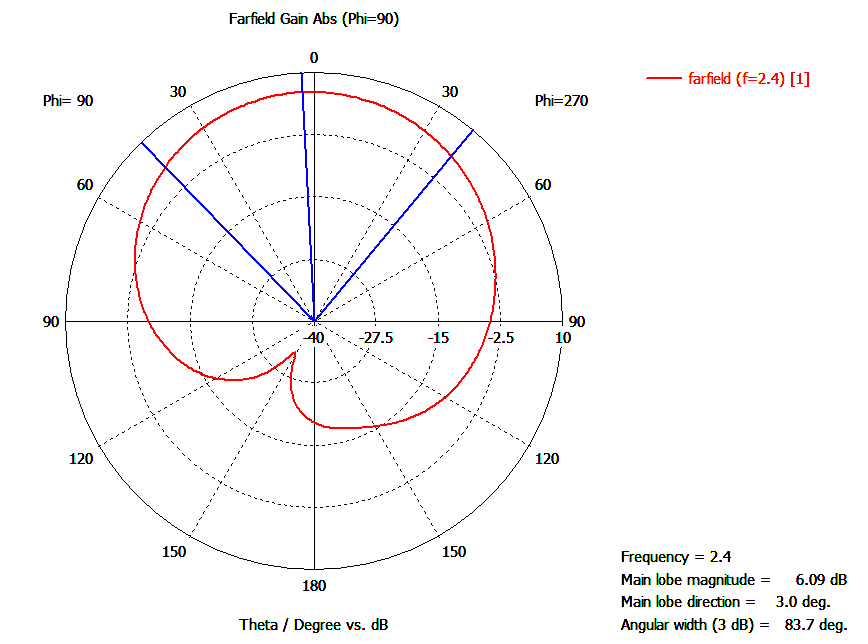 Farfield Gain Abs (Phi=90)
0
farfield (f=2.4) [1]
30
30
Phi= 90
Phi=270
60
60
90
90
-40
-27.5
-15
-2.5
10
120
120
150
150
180
Frequency = 2.4
Main lobe magnitude = 6.09 dB
Main lobe direction = 3.0 deg.
Theta / Degree vs. dB
Angular width (3 dB) = 83.7 deg.